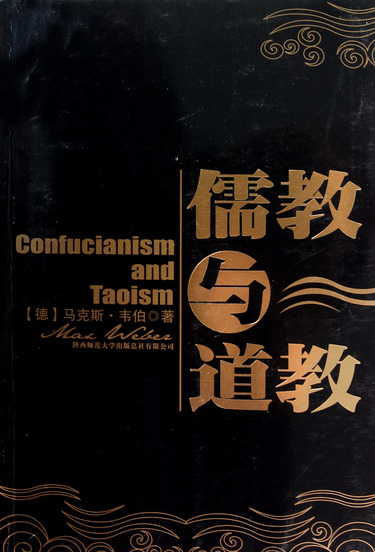 儒教
与
道教
Confucianism
and
Taoism
【德】马克斯·韦伯◎著
Max Weber
陕西师范大学出版总社有限公司